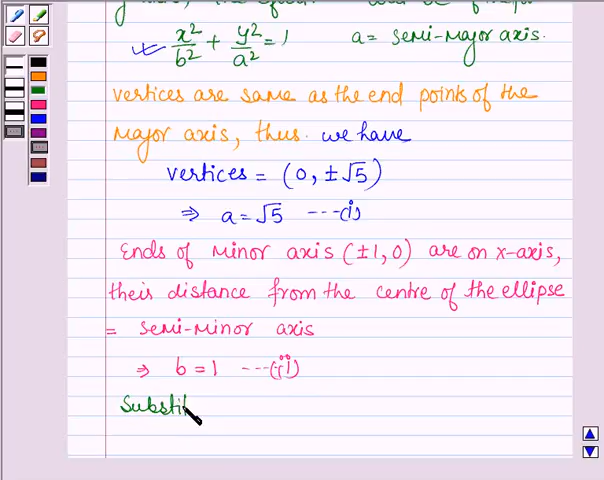 x²/b² + y²/a² = 1 a = semi-major axis.
vertices are same as the end points of the
Major axis, thus. we have
vertices = (0, ±√5)
⇒ a = √5 ---(i)
Ends of Minor axis (±1, 0) are on x-axis,
their distance from the centre of the ellipse
= semi-minor axis
⇒ b = 1 ---(ii)
Substit